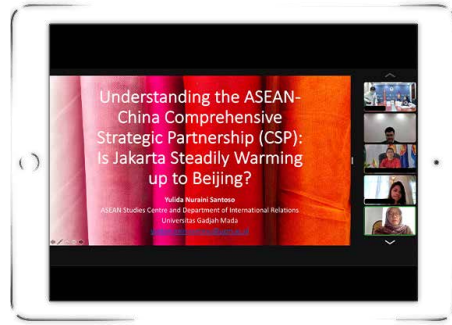 Understanding the ASEAN-
China Comprehensive
Strategic Partnership (CSP):
Is Jakarta Steadily Warming
up to Beijing?
Yulida Nuraini Santoso
ASEAN Studies Centre and Department of International Relations
Universitas Gadjah Mada